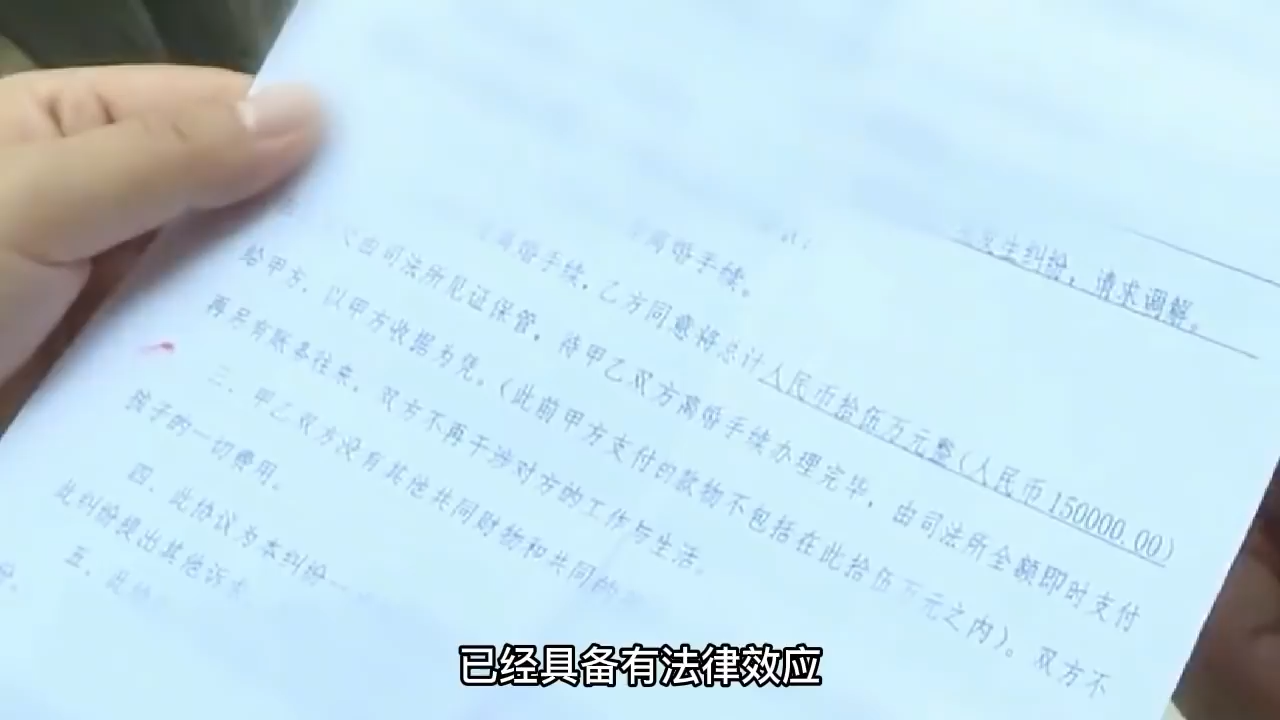 发生纠纷，请求调解。
离婚手续。
离婚手续，乙方同意将总计人民币拾伍万元整（人民币150000.00）
由司法所见证保管，待甲乙双方离婚手续办理完毕，由司法所全额即时支付
给甲方，以甲方收据为凭。（此前甲方支付的款物不包括在此拾伍万元之内）。双方不
再另有账务往来，双方不再干涉对方的工作与生活。
三、甲乙双方没有其他共同财物和共同的
孩子的一切费用。
四、此协议为本纠纷一
此纠纷提出其他诉
五、此
已经具备有法律效应